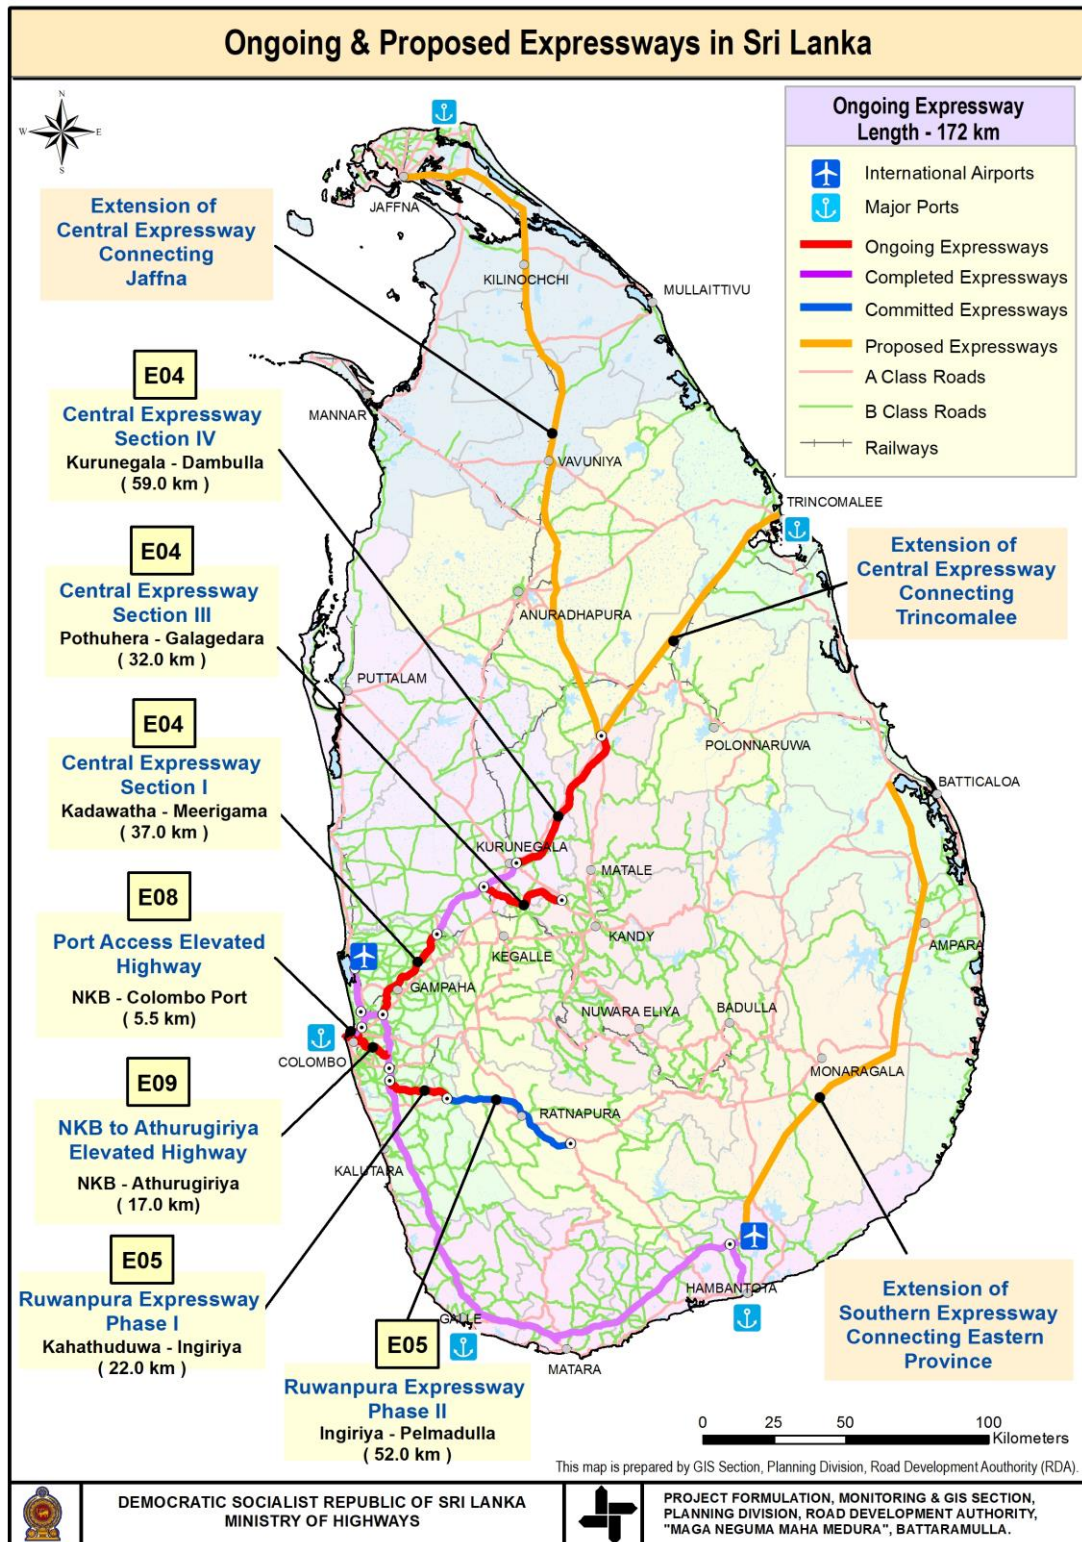 Ongoing & Proposed Expressways in Sri Lanka
N
W
E
S
Ongoing Expressway
Length - 172 km
International Airports
Major Ports
Ongoing Expressways
Completed Expressways
Committed Expressways
Proposed Expressways
A Class Roads
B Class Roads
Railways
Extension of
Central Expressway
Connecting
Jaffna
E04
Central Expressway
Section IV
Kurunegala - Dambulla
( 59.0 km )
E04
Central Expressway
Section III
Pothuhera - Galagedara
( 32.0 km )
E04
Central Expressway
Section I
Kadawatha - Meerigama
( 37.0 km )
E08
Port Access Elevated
Highway
NKB - Colombo Port
(5.5 km)
E09
NKB to Athurugiriya
Elevated Highway
NKB - Athurugiriya
( 17.0 km)
E05
Ruwanpura Expressway
Phase I
Kahathuduwa - Ingiriya
( 22.0 km )
E05
Ruwanpura Expressway
Phase II
Ingiriya - Pelmadulla
( 52.0 km )
Extension of
Central Expressway
Connecting
Trincomalee
Extension of
Southern Expressway
Connecting Eastern
Province
JAFFNA
KILINOCHCHI
MULLAITTIVU
MANNAR
VAVUNIYA
TRINCOMALEE
ANURADHAPURA
PUTTALAM
POLONNARUWA
BATTICALOA
KURUNEGALA
MATALE
KANDY
KEGALLE
AMPARA
GAMPAHA
NUWARA ELIYA
BADULLA
COLOMBO
MONARAGALA
RATNAPURA
KALUTARA
HAMBANTOTA
GALLE
MATARA
0 25 50 100
Kilometers
This map is prepared by GIS Section, Planning Division, Road Development Aouthority (RDA).
DEMOCRATIC SOCIALIST REPUBLIC OF SRI LANKA
MINISTRY OF HIGHWAYS
PROJECT FORMULATION, MONITORING & GIS SECTION,
PLANNING DIVISION, ROAD DEVELOPMENT AUTHORITY,
"MAGA NEGUMA MAHA MEDURA", BATTARAMULLA.